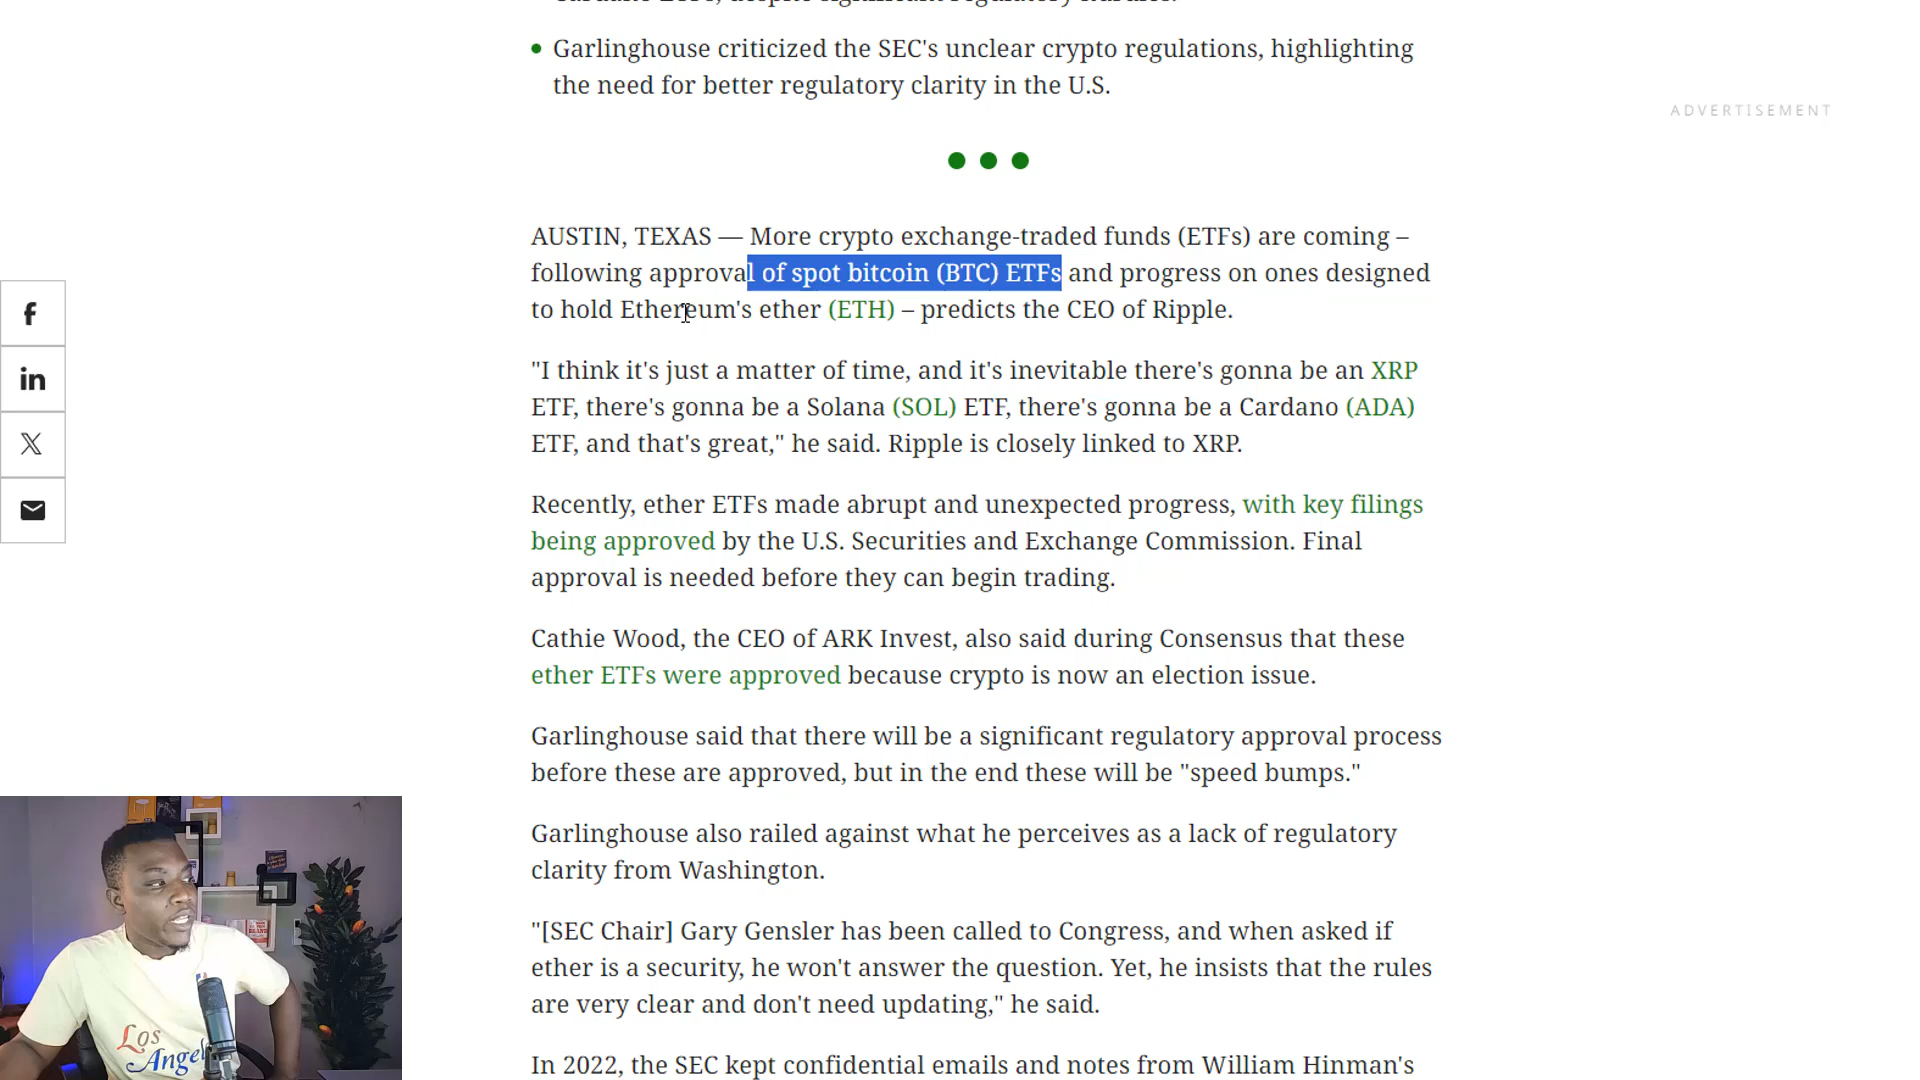 Garlinghouse criticized the SEC's unclear crypto regulations, highlighting
the need for better regulatory clarity in the U.S.
ADVERTISEMENT
AUSTIN, TEXAS — More crypto exchange-traded funds (ETFs) are coming –
following approval of spot bitcoin (BTC) ETFs and progress on ones designed
to hold Ethereum's ether (ETH) – predicts the CEO of Ripple.
"I think it's just a matter of time, and it's inevitable there's gonna be an XRP
ETF, there's gonna be a Solana (SOL) ETF, there's gonna be a Cardano (ADA)
ETF, and that's great," he said. Ripple is closely linked to XRP.
Recently, ether ETFs made abrupt and unexpected progress, with key filings
being approved by the U.S. Securities and Exchange Commission. Final
approval is needed before they can begin trading.
Cathie Wood, the CEO of ARK Invest, also said during Consensus that these
ether ETFs were approved because crypto is now an election issue.
Garlinghouse said that there will be a significant regulatory approval process
before these are approved, but in the end these will be "speed bumps."
Garlinghouse also railed against what he perceives as a lack of regulatory
clarity from Washington.
"[SEC Chair] Gary Gensler has been called to Congress, and when asked if
ether is a security, he won't answer the question. Yet, he insists that the rules
are very clear and don't need updating," he said.
In 2022, the SEC kept confidential emails and notes from William Hinman's
Los
Angel